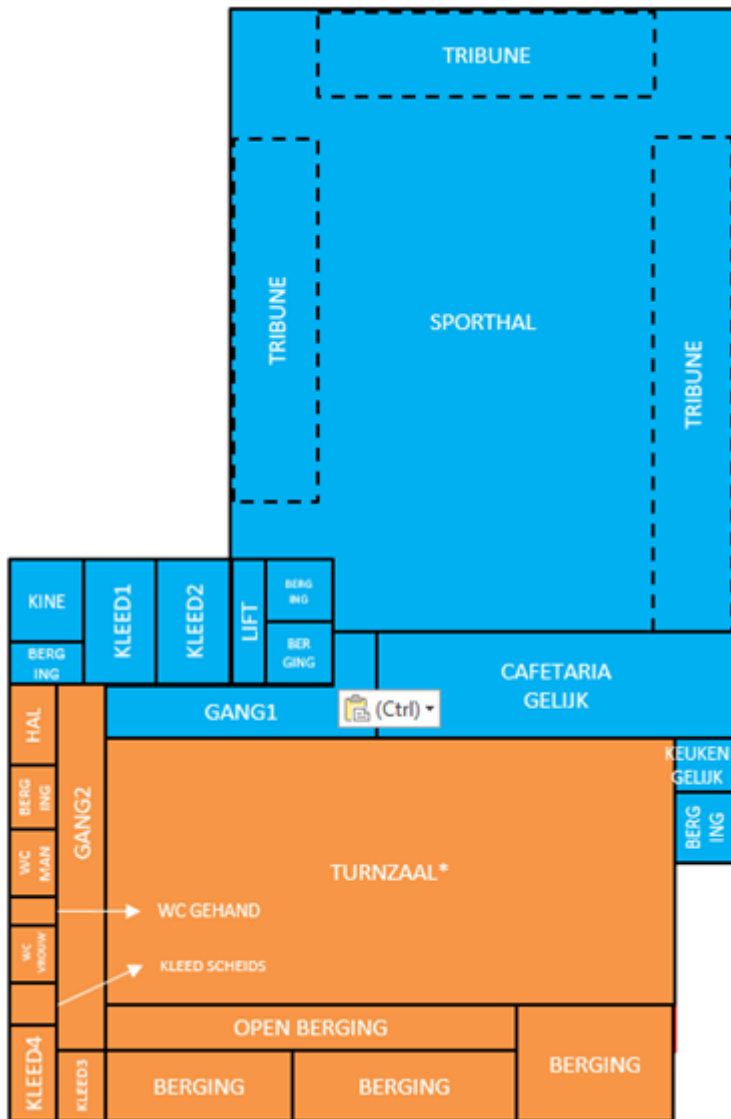 TRIBUNE
TRIBUNE
SPORTHAL
TRIBUNE
KINE
KLEED1
KLEED2
LIFT
BERG
ING
BERG
ING
BER
GING
CAFETARIA
GELIJK
GANG1
(Ctrl)
HAL
GANG2
KEUKEN
GELIJK
BERG
ING
BERG
ING
WC
MAN
TURNZAAL*
WC GEHAND
WC
VROUW
KLEED SCHEIDS
OPEN BERGING
KLEED4
KLEED3
BERGING
BERGING
BERGING